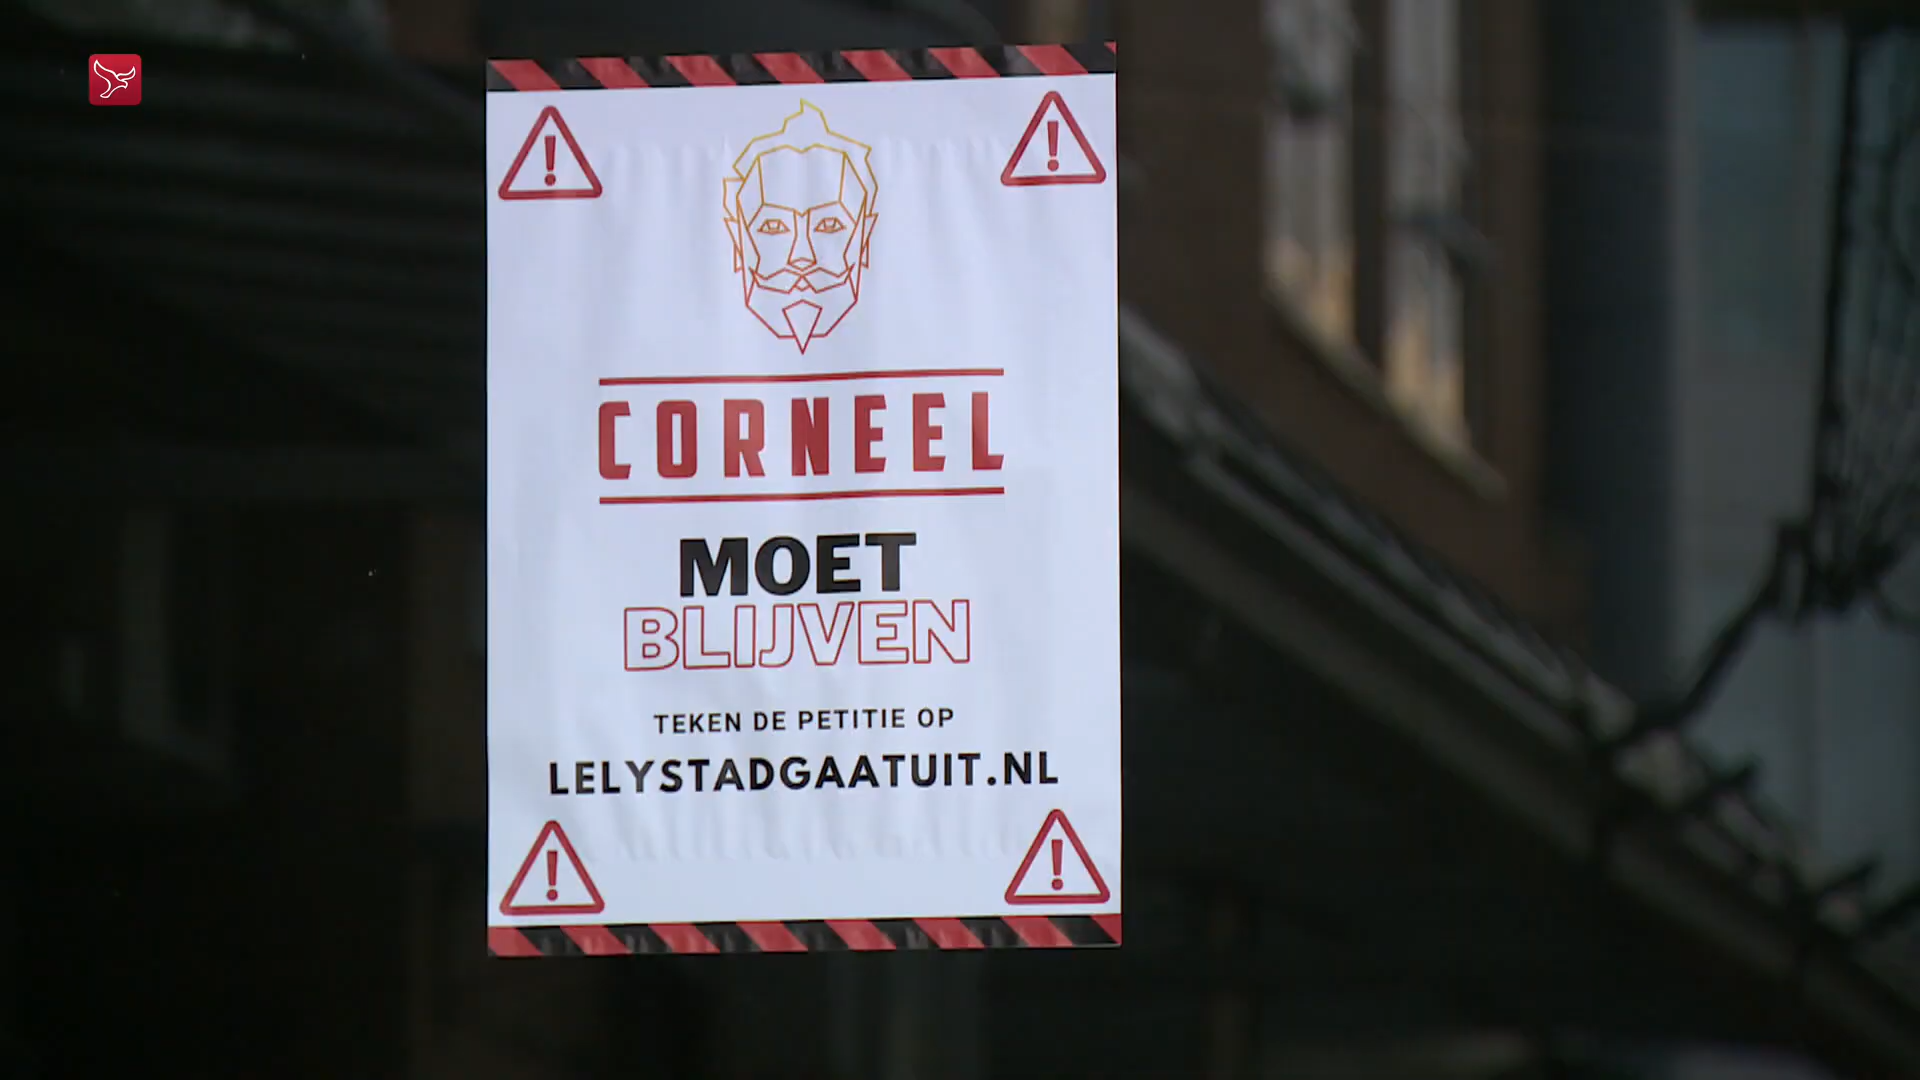 CORNEEL
MOET
BLIJVEN
TEKEN DE PETITIE OP
LELYSTADGAATUIT.NL